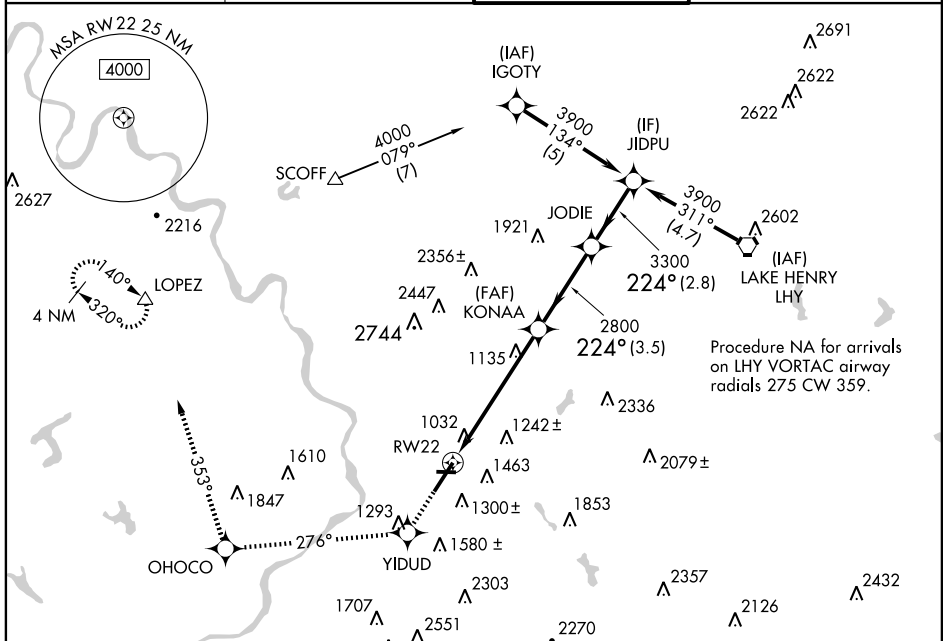 MSA RW 22 25 NM
4000
(IAF)
IGOTY
2691
2622
2622
3900
134°
(5)
(IF)
JIDPU
4000
079°
(7)
SCOFF
2627
2216
3900
311°
(4.7)
JODIE
1921
2602
(IAF)
LAKE HENRY
LHY
3300
224° (2.8)
2356±
140°
LOPEZ
4 NM
320°
2447
(FAF)
KONAA
2744
2800
224° (3.5)
1135
Procedure NA for arrivals
on LHY VORTAC airway
radials 275 CW 359.
2336
1032
1242±
RW22
353°
1610
1463
2079±
1847
1300±
1293
1853
276°
1580 ±
OHOCO
YIDUD
2303
2357
2432
1707
2126
2551
2270